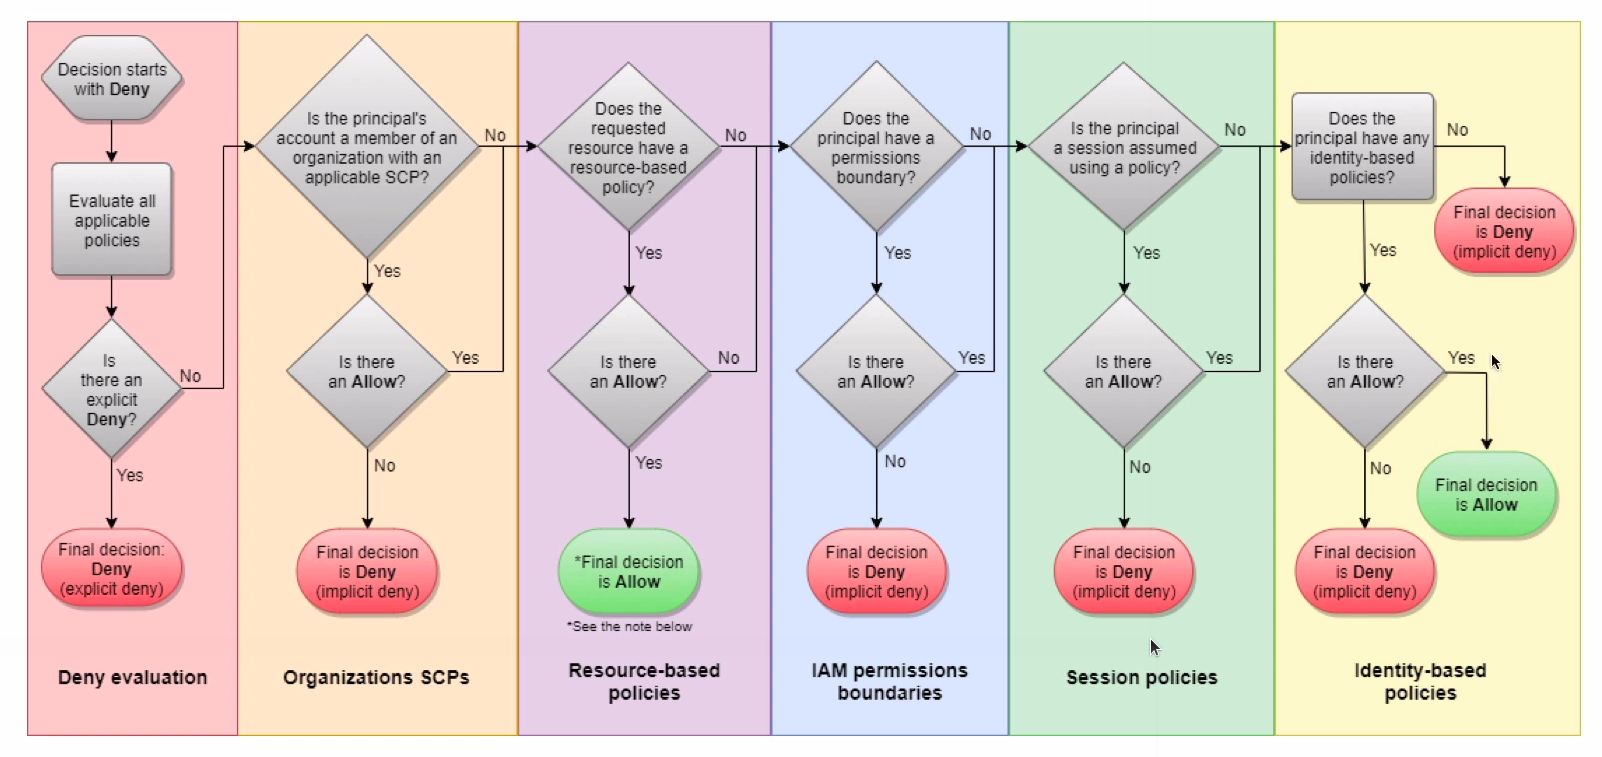 Decision starts
with Deny
Evaluate all
applicable
policies
Is
there an
explicit
Deny?
No
Yes
Final decision:
Deny
(explicit deny)
Deny evaluation
Is the principal's
account a member of an
organization with an
applicable SCP?
No
Yes
Is there
an Allow?
Yes
No
Final decision
is Deny
(implicit deny)
Organizations SCPs
Does the
requested
resource have a
resource-based
policy?
No
Yes
Is there
an Allow?
No
Yes
*Final decision
is Allow
*See the note below
Resource-based
policies
Does the
principal have a
permissions
boundary?
No
Yes
Is there
an Allow?
Yes
No
Final decision
is Deny
(implicit deny)
IAM permissions
boundaries
Is the principal
a session assumed
using a policy?
No
Yes
Is there
an Allow?
Yes
No
Final decision
is Deny
(implicit deny)
Session policies
Does the
principal have any
identity-based
policies?
No
Final decision
is Deny
(implicit deny)
Yes
Is there
an Allow?
Yes
Final decision
is Allow
No
Final decision
is Deny
(implicit deny)
Identity-based
policies